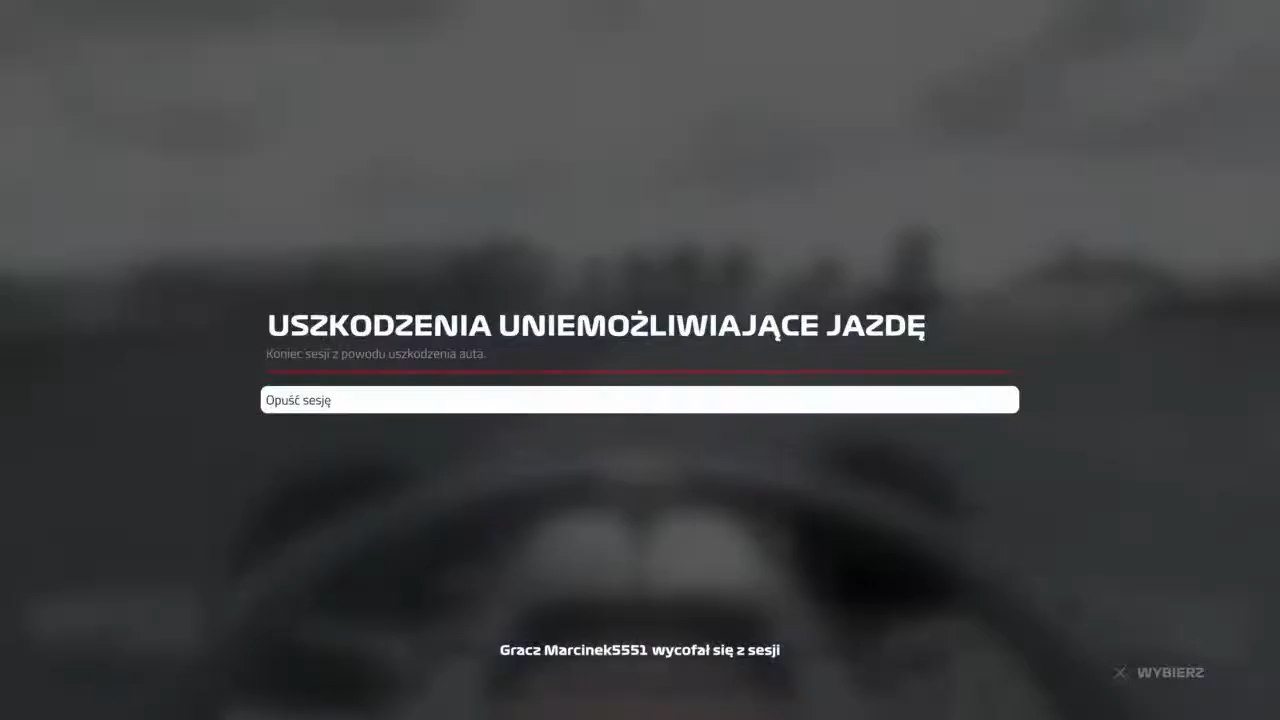 USZKODZENIA UNIEMOŻLIWIAJĄCE JAZDĘ
Koniec sesji z powodu uszkodzenia auta.
Opuść sesję
Gracz Marcinek5551 wycofał się z sesji
WYBIERZ